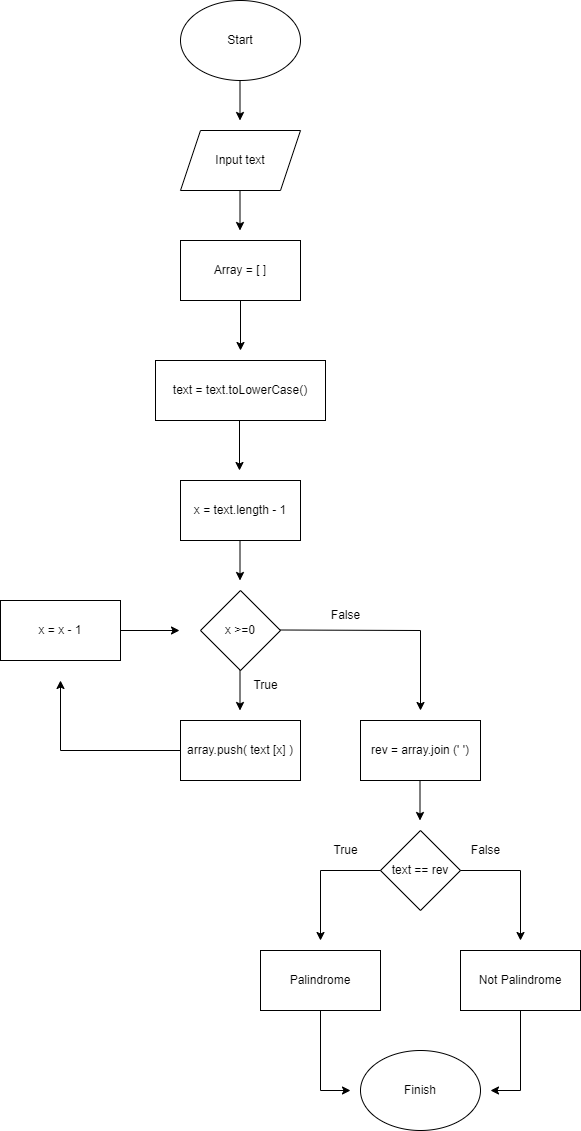 Start
Input text
Array = [ ]
text = text.toLowerCase()
x = text.length - 1
x = x - 1
x >=0
False
True
array.push( text [x] )
rev = array.join (' ')
True
text == rev
False
Palindrome
Not Palindrome
Finish